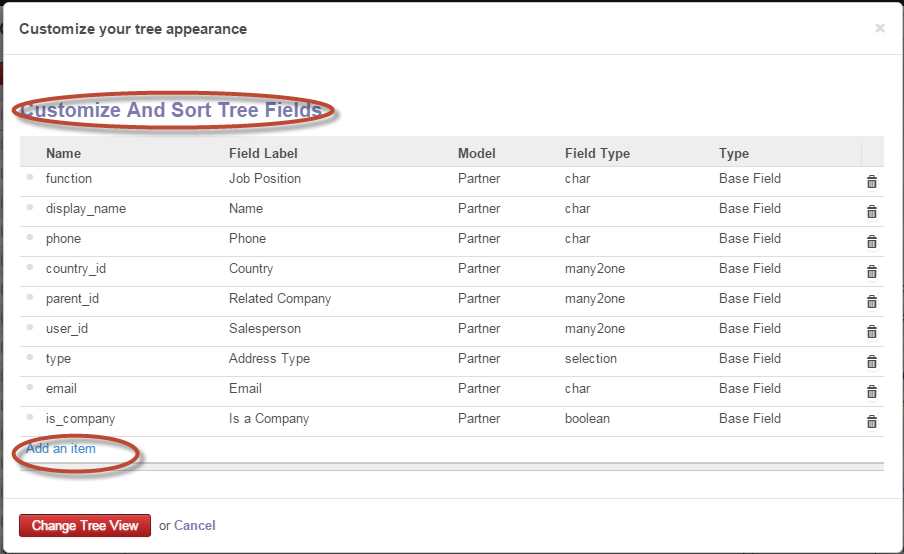 Customize your tree appearance ×
Customize And Sort Tree Fields
Name Field Label Model Field Type Type
function Job Position Partner char Base Field
display_name Name Partner char Base Field
phone Phone Partner char Base Field
country_id Country Partner many2one Base Field
parent_id Related Company Partner many2one Base Field
user_id Salesperson Partner many2one Base Field
type Address Type Partner selection Base Field
email Email Partner char Base Field
is_company Is a Company Partner boolean Base Field
Add an item
Change Tree View or Cancel